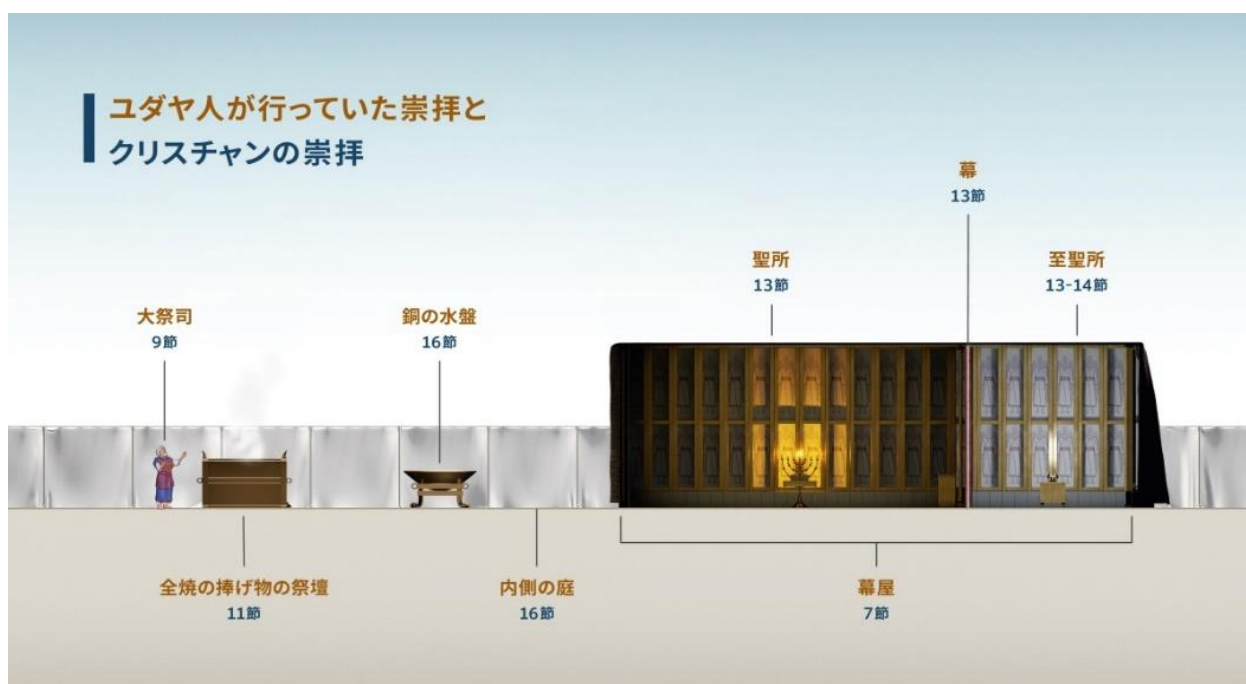 ユダヤ人が行っていた崇拝と
クリスチャンの崇拝
幕
13節
聖所
13節
至聖所
13-14節
大祭司
9節
銅の水盤
16節
全焼の捧げ物の祭壇
11節
内側の庭
16節
幕屋
7節